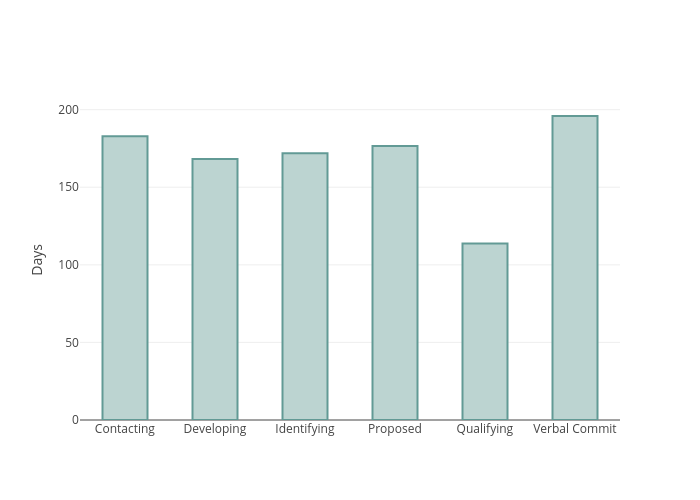 200
150
100
50
0
Days
Contacting
Developing
Identifying
Proposed
Qualifying
Verbal Commit